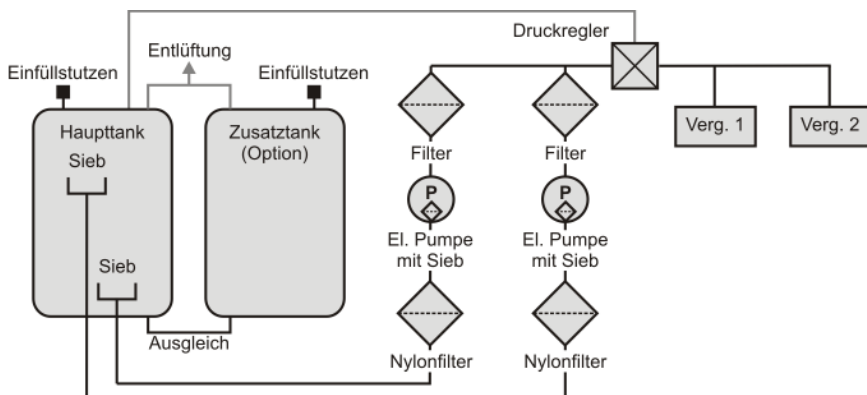 Druckregler
Entlüftung
Einfüllstutzen
Einfüllstutzen
Haupttank
Zusatztank
(Option)
Verg. 1
Verg. 2
Sieb
Filter
Filter
P
P
El. Pumpe
mit Sieb
El. Pumpe
mit Sieb
Sieb
Ausgleich
Nylonfilter
Nylonfilter